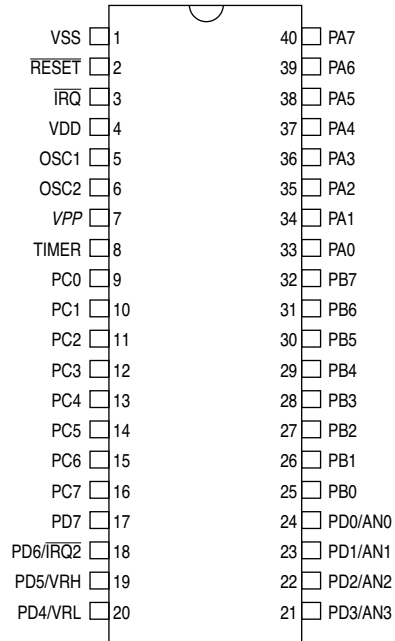 VSS 1 40 PA7
RESET 2 39 PA6
IRQ 3 38 PA5
VDD 4 37 PA4
OSC1 5 36 PA3
OSC2 6 35 PA2
VPP 7 34 PA1
TIMER 8 33 PA0
PC0 9 32 PB7
PC1 10 31 PB6
PC2 11 30 PB5
PC3 12 29 PB4
PC4 13 28 PB3
PC5 14 27 PB2
PC6 15 26 PB1
PC7 16 25 PB0
PD7 17 24 PD0/AN0
PD6/IRQ2 18 23 PD1/AN1
PD5/VRH 19 22 PD2/AN2
PD4/VRL 20 21 PD3/AN3